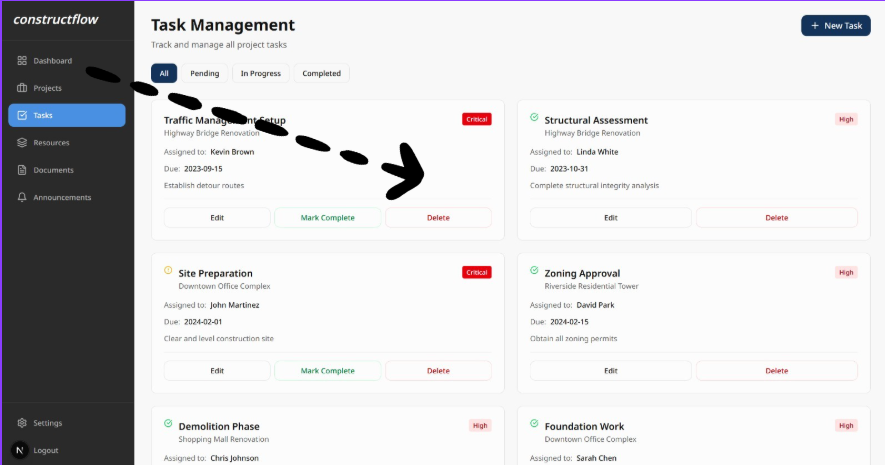 constructflow
Dashboard
Projects
Tasks
Resources
Documents
Announcements
Settings
N
Logout
Task Management
Track and manage all project tasks
+ New Task
All
Pending
In Progress
Completed
Traffic Management Setup
Critical
Highway Bridge Renovation
Assigned to: Kevin Brown
Due: 2023-09-15
Establish detour routes
Edit
Mark Complete
Delete
Structural Assessment
High
Highway Bridge Renovation
Assigned to: Linda White
Due: 2023-10-31
Complete structural integrity analysis
Edit
Delete
Site Preparation
Critical
Downtown Office Complex
Assigned to: John Martinez
Due: 2024-02-01
Clear and level construction site
Edit
Mark Complete
Delete
Zoning Approval
High
Riverside Residential Tower
Assigned to: David Park
Due: 2024-02-15
Obtain all zoning permits
Edit
Delete
Demolition Phase
High
Shopping Mall Renovation
Assigned to: Chris Johnson
Foundation Work
High
Downtown Office Complex
Assigned to: Sarah Chen